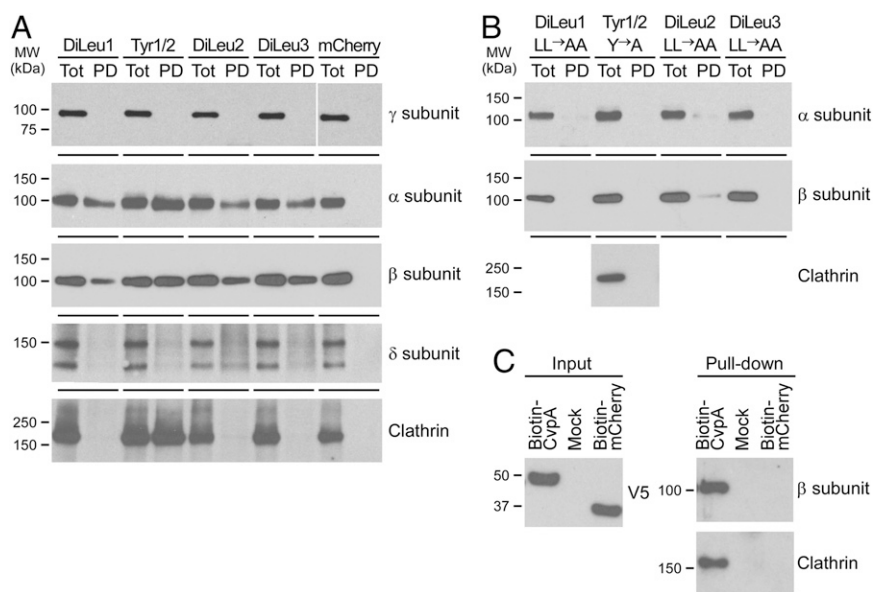 A
MW
(kDa)
DiLeu1 Tyr1/2 DiLeu2 DiLeu3 mCherry
Tot PD Tot PD Tot PD Tot PD Tot PD
100
75
γ subunit
150
100
α subunit
150
100
β subunit
150
δ subunit
250
150
Clathrin
B
MW
(kDa)
DiLeu1 Tyr1/2 DiLeu2 DiLeu3
LL→AA Y→A LL→AA LL→AA
Tot PD Tot PD Tot PD Tot PD
150
100
α subunit
150
100
β subunit
250
150
Clathrin
C
Input
Biotin-
CvpA
Mock
Biotin-
mCherry
50
37
V5
Pull-down
Biotin-
CvpA
Mock
Biotin-
mCherry
100
β subunit
150
Clathrin